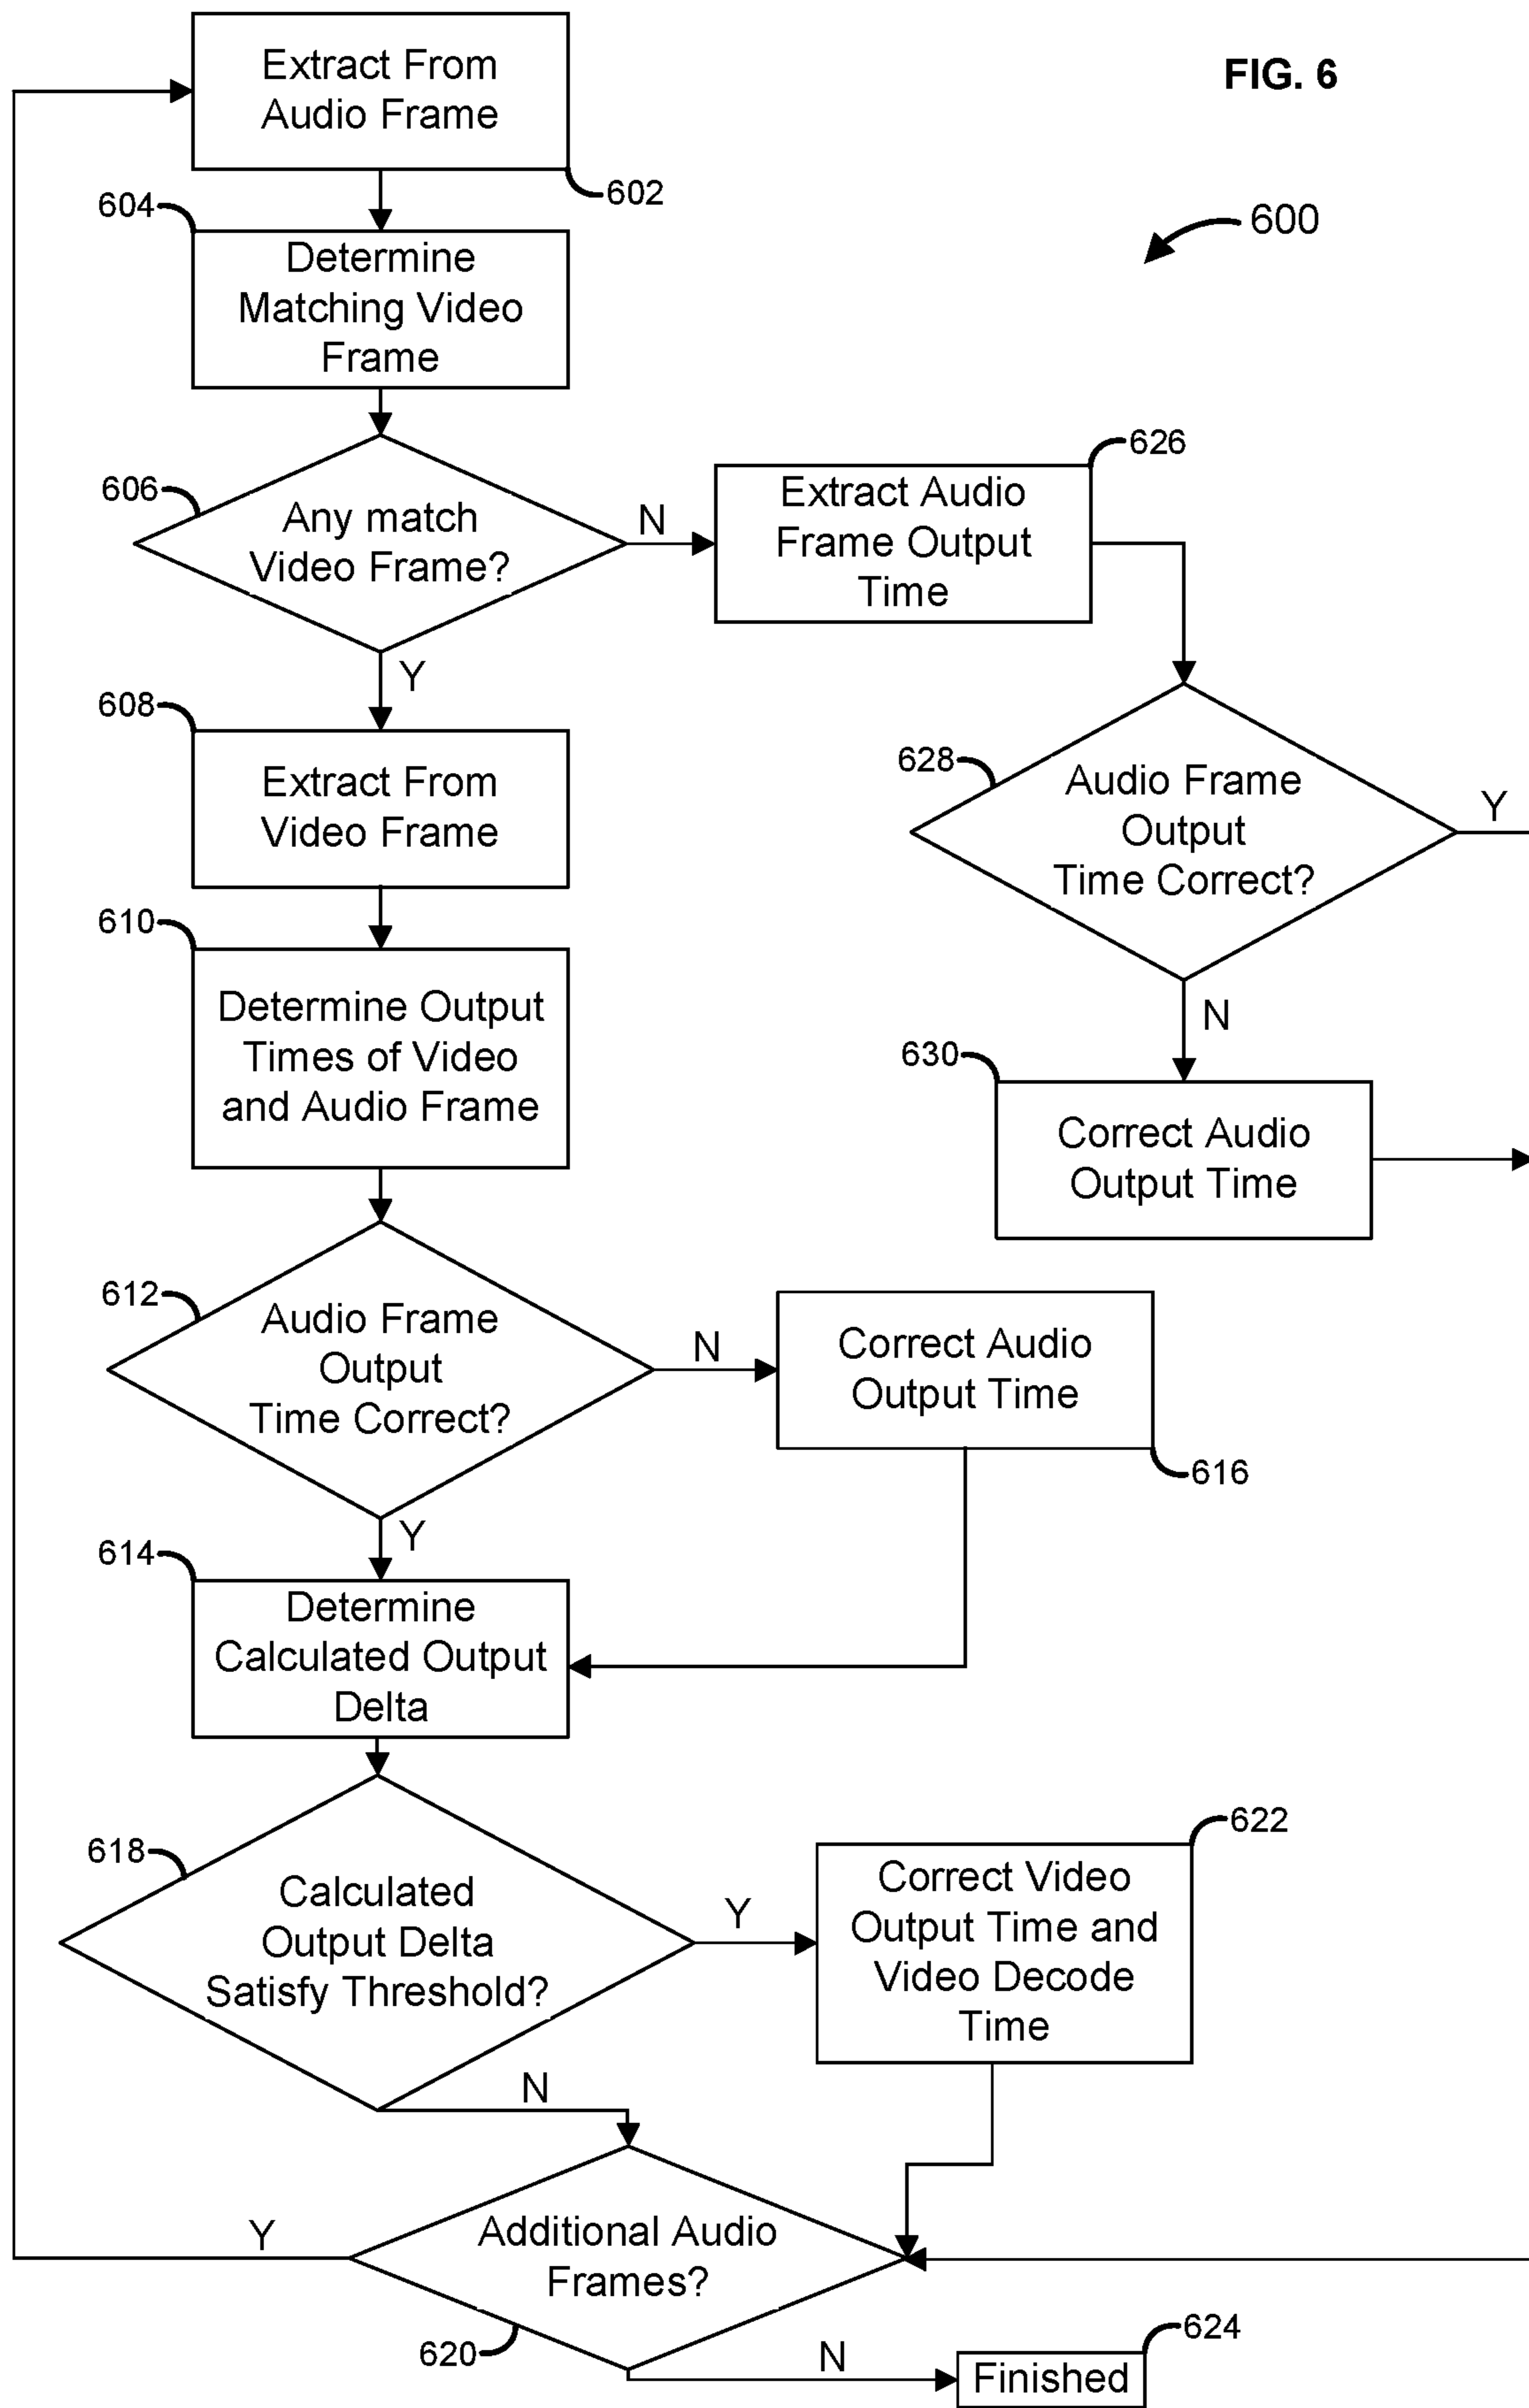 FIG. 6
600
Extract From
Audio Frame
602
604
Determine
Matching Video
Frame
606
Any match
Video Frame?
N
Y
626
Extract Audio
Frame Output
Time
608
Extract From
Video Frame
628
Audio Frame
Output
Time Correct?
Y
N
610
Determine Output
Times of Video
and Audio Frame
630
Correct Audio
Output Time
612
Audio Frame
Output
Time Correct?
N
Y
Correct Audio
Output Time
616
614
Determine
Calculated Output
Delta
618
Calculated
Output Delta
Satisfy Threshold?
Y
N
622
Correct Video
Output Time and
Video Decode
Time
Y
Additional Audio
Frames?
620
N
624
Finished